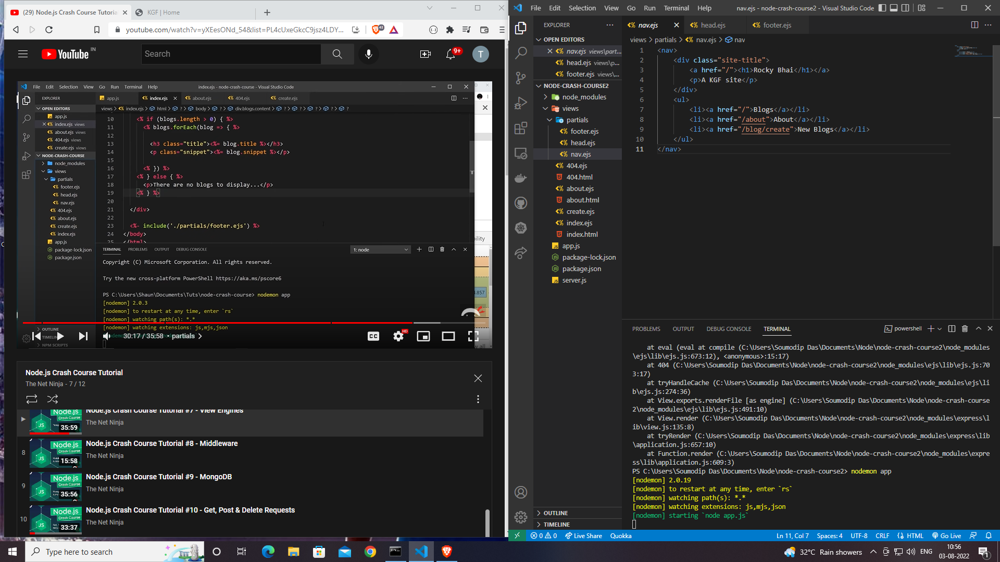 (29) Node.js Crash Course Tutoria
KGF | Home
youtube.com/watch?v=yXEesONd_54&list=PL4cUxeGkcC9jsz4LDY...
43
YouTube IN
Search
9+
T
File Edit Selection View Go Run Terminal Help
index.ejs - node-crash-course - Visual Studio Code
EXPLORER
app.js index.ejs about.ejs 404.ejs create.ejs
OPEN EDITORS
app.js
index.ejs views
about.ejs views
404.ejs views
create.ejs views
NODE-CRASH-COURSE
node_modules
views
partials
footer.ejs
head.ejs
nav.ejs
404.ejs
about.ejs
create.ejs
index.ejs
app.js
package-lock.json
package.json
OUTLINE
TIMELINE
NPM SCRIPTS
views > index.ejs > html > ? > body > ? > div.blogs.content > ? > ? > ? > ? > ?
10 <% if (blogs.length > 0) { %>
11 <% blogs.forEach(blog => { %>
12
13 <h3 class="title"><%= blog.title %></h3>
14 <p class="snippet"><%= blog.snippet %></p>
15
16 <% }) %>
17 <% } else { %>
18 <p>There are no blogs to display...</p>
19 <% } %>
20
21 </div>
22
23 <%- include('./partials/footer.ejs') %>
24 </body>
25 </html>
TERMINAL PROBLEMS OUTPUT DEBUG CONSOLE
1: node
Copyright (C) Microsoft Corporation. All rights reserved.
Try the new cross-platform PowerShell https://aka.ms/pscore6
PS C:\Users\Shaun\Documents\Tuts\node-crash-course> nodemon app
[nodemon] 2.0.3
[nodemon] to restart at any time, enter `rs`
[nodemon] watching path(s): *.*
[nodemon] watching extensions: js,mjs,json
30:17 / 35:58 • partials >
CC
HD
Node.js Crash Course Tutorial
The Net Ninja - 7 / 12
Node.js Crash Course Tutorial #7 - View Engines
The Net Ninja
35:59
8
Node.js Crash Course Tutorial #8 - Middleware
The Net Ninja
15:58
9
Node.js Crash Course Tutorial #9 - MongoDB
The Net Ninja
35:56
10
Node.js Crash Course Tutorial #10 - Get, Post & Delete Requests
The Net Ninja
33:37
File Edit Selection View Go Run Terminal Help
nav.ejs - node-crash-course2 - Visual Studio Code
EXPLORER
OPEN EDITORS
nav.ejs views\part...
head.ejs views\p...
footer.ejs views\...
NODE-CRASH-COURSE2
node_modules
views
partials
footer.ejs
head.ejs
nav.ejs
404.ejs
404.html
about.ejs
about.html
create.ejs
index.ejs
index.html
app.js
package-lock.json
package.json
server.js
OUTLINE
TIMELINE
nav.ejs head.ejs footer.ejs
views > partials > nav.ejs > nav
1 <nav>
2 <div class="site-title">
3 <a href="/"><h1>Rocky Bhai</h1></a>
4 <p>A KGF site</p>
5 </div>
6 <ul>
7 <li><a href="/">Blogs</a></li>
8 <li><a href="/about">About</a></li>
9 <li><a href="/blog/create">New Blogs</a></li>
10 </ul>
11 </nav>
PROBLEMS OUTPUT DEBUG CONSOLE TERMINAL
powershell
at eval (eval at compile (C:\Users\Soumodip Das\Documents\Node\node-crash-course2\node_modules
\ejs\lib\ejs.js:673:12), <anonymous>:15:17)
at 404 (C:\Users\Soumodip Das\Documents\Node\node-crash-course2\node_modules\ejs\lib\ejs.js:70
3:17)
at tryHandleCache (C:\Users\Soumodip Das\Documents\Node\node-crash-course2\node_modules\ejs\li
b\ejs.js:274:36)
at View.exports.renderFile [as engine] (C:\Users\Soumodip Das\Documents\Node\node-crash-course
2\node_modules\ejs\lib\ejs.js:491:10)
at View.render (C:\Users\Soumodip Das\Documents\Node\node-crash-course2\node_modules\express\l
ib\view.js:135:8)
at tryRender (C:\Users\Soumodip Das\Documents\Node\node-crash-course2\node_modules\express\lib
\application.js:657:10)
at Function.render (C:\Users\Soumodip Das\Documents\Node\node-crash-course2\node_modules\expre
ss\lib\application.js:609:3)
PS C:\Users\Soumodip Das\Documents\Node\node-crash-course2> nodemon app
[nodemon] 2.0.19
[nodemon] to restart at any time, enter `rs`
[nodemon] watching path(s): *.*
[nodemon] watching extensions: js,mjs,json
[nodemon] starting `node app.js`
0 0 Live Share Quokka
Ln 11, Col 7 Spaces: 4 UTF-8 CRLF HTML Go Live
Type here to search
32°C Rain showers
ENG
10:56
03-08-2022
1